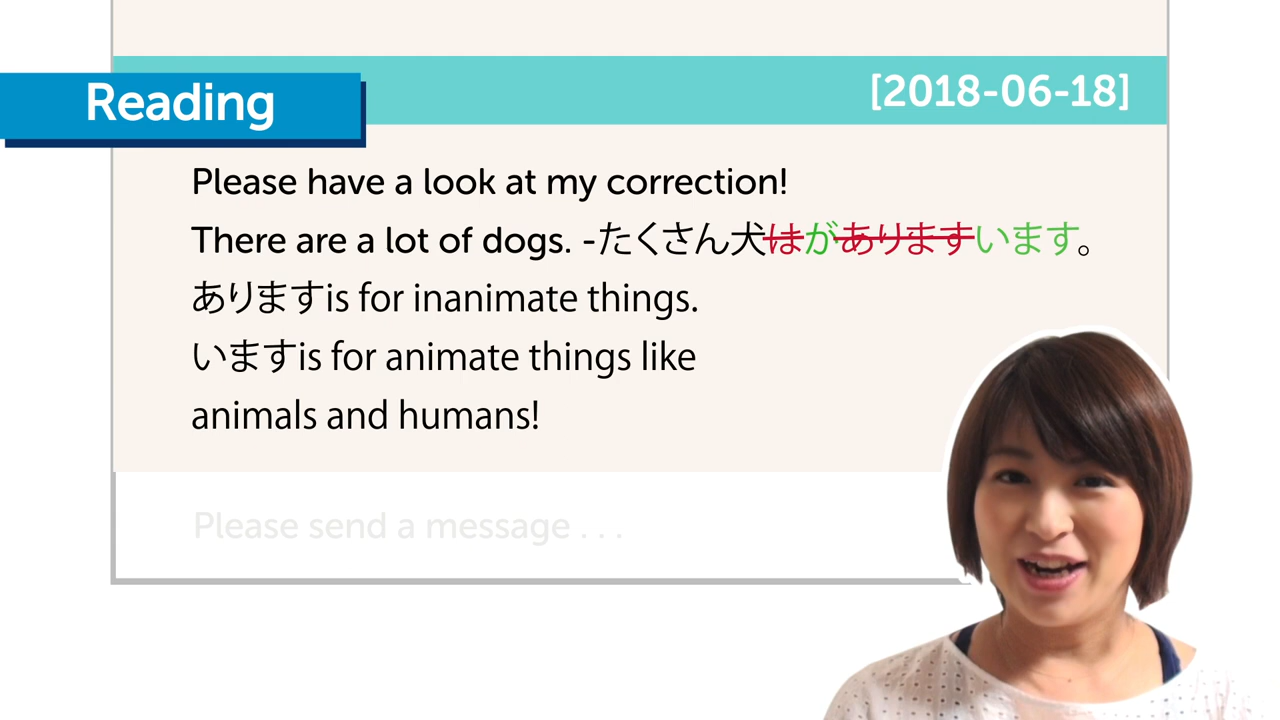 [2018-06-18]
Reading
Please have a look at my correction!
There are a lot of dogs. -たくさん犬はがありますいます。
ありますis for inanimate things.
いますis for animate things like
animals and humans!
Please send a message . . .